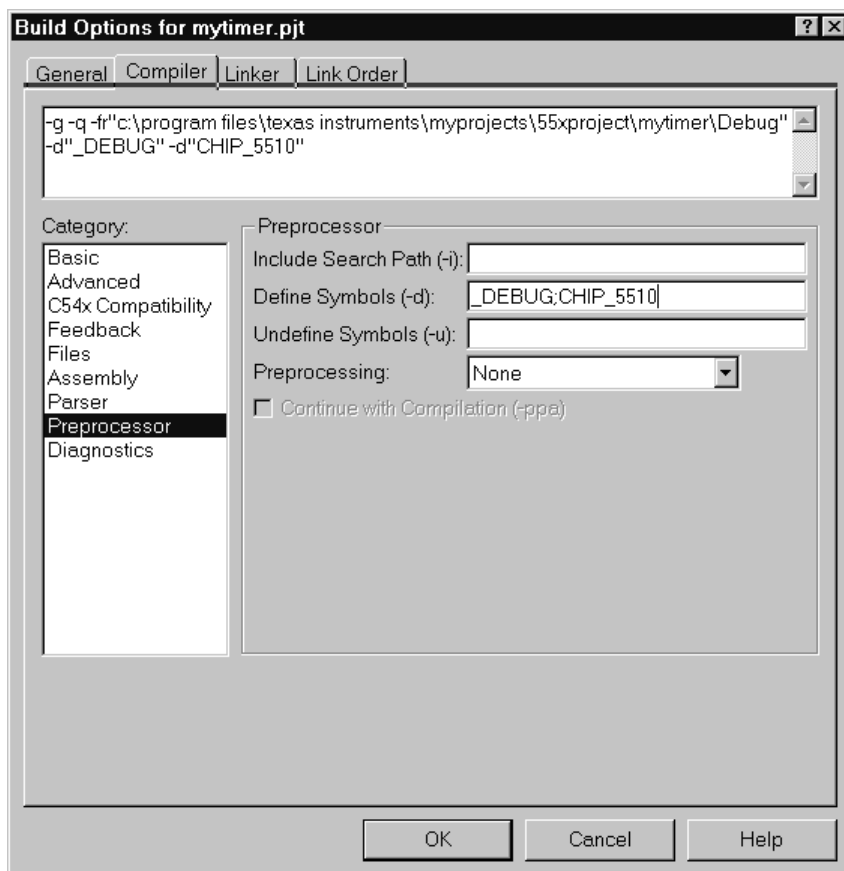 Build Options for mytimer.pjt
General Compiler Linker Link Order
-g -q -fr"c:\program files\texas instruments\myprojects\55xproject\mytimer\Debug"
-d"_DEBUG" -d"CHIP_5510"
Category:
Basic
Advanced
C54x Compatibility
Feedback
Files
Assembly
Parser
Preprocessor
Diagnostics
Preprocessor
Include Search Path (-i):
Define Symbols (-d): _DEBUG;CHIP_5510
Undefine Symbols (-u):
Preprocessing: None
Continue with Compilation (-ppa)
OK Cancel Help